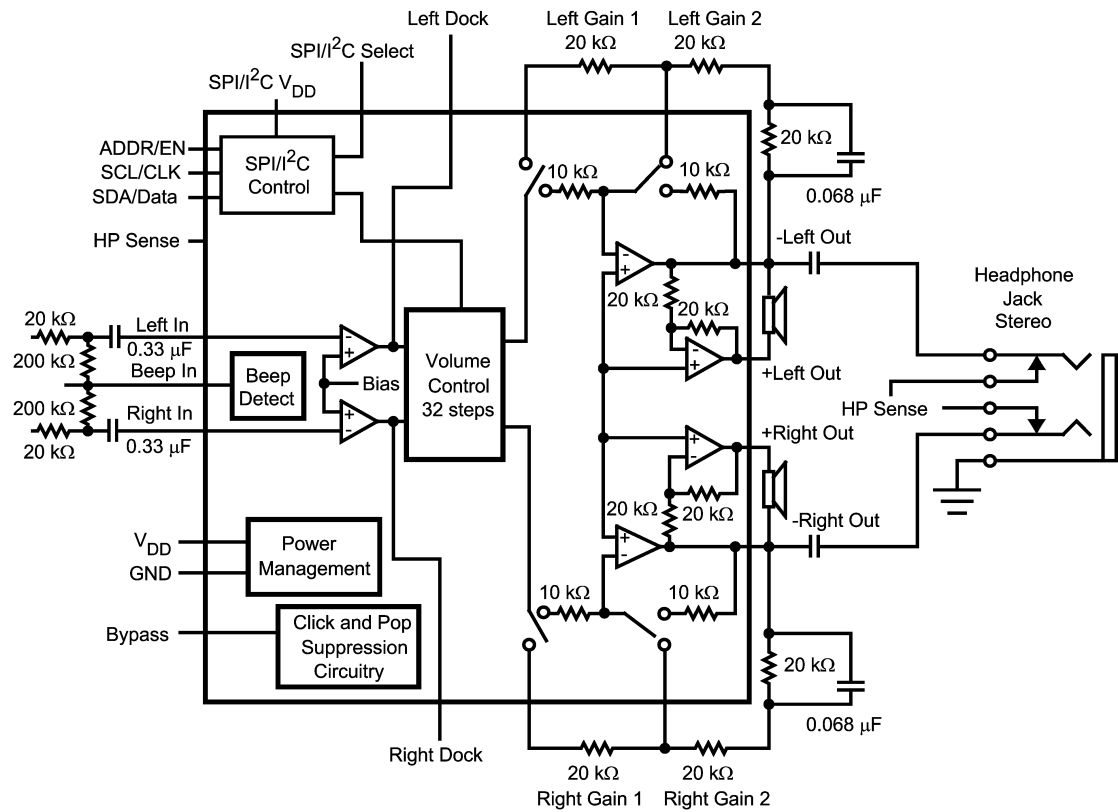 Left Dock
Left Gain 1
Left Gain 2
20 kΩ
20 kΩ
SPI/I²C Select
SPI/I²C V_DD
ADDR/EN
SCL/CLK
SDA/Data
SPI/I²C
Control
HP Sense
10 kΩ
10 kΩ
20 kΩ
0.068 µF
-Left Out
20 kΩ
20 kΩ
+Left Out
Headphone
Jack
Stereo
20 kΩ
Left In
200 kΩ
0.33 µF
Beep In
Beep
Detect
Bias
Volume
Control
32 steps
200 kΩ
Right In
20 kΩ
0.33 µF
HP Sense
+Right Out
20 kΩ
20 kΩ
-Right Out
V_DD
GND
Power
Management
Bypass
Click and Pop
Suppression
Circuitry
10 kΩ
10 kΩ
20 kΩ
0.068 µF
Right Dock
20 kΩ
20 kΩ
Right Gain 1
Right Gain 2
-
+
-
+
-
+
-
+
+
-
+
-